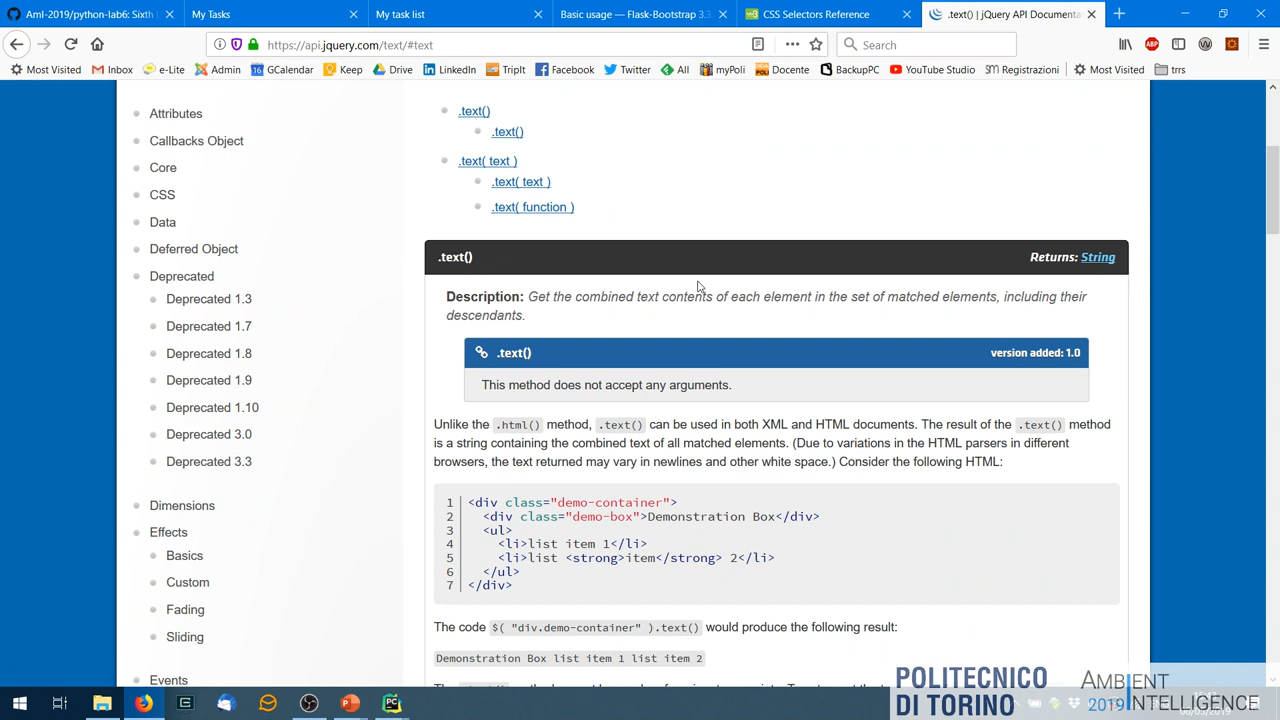 Aml-2019/python-lab6: Sixth
My Tasks
My task list
Basic usage — Flask-Bootstrap 3.3
CSS Selectors Reference
.text() | jQuery API Documenta
https://api.jquery.com/text/#text
Search
Most Visited
Inbox
e-Lite
Admin
GCalendar
Keep
Drive
LinkedIn
TripIt
Facebook
Twitter
All
myPoli
Docente
BackupPC
YouTube Studio
Registrazioni
Most Visited
trrs
Attributes
Callbacks Object
Core
CSS
Data
Deferred Object
Deprecated
Deprecated 1.3
Deprecated 1.7
Deprecated 1.8
Deprecated 1.9
Deprecated 1.10
Deprecated 3.0
Deprecated 3.3
Dimensions
Effects
Basics
Custom
Fading
Sliding
Events
.text()
.text()
.text( text )
.text( text )
.text( function )
.text()
Returns: String
Description: Get the combined text contents of each element in the set of matched elements, including their
descendants.
.text()
version added: 1.0
This method does not accept any arguments.
Unlike the .html() method, .text() can be used in both XML and HTML documents. The result of the .text() method
is a string containing the combined text of all matched elements. (Due to variations in the HTML parsers in different
browsers, the text returned may vary in newlines and other white space.) Consider the following HTML:
1 <div class="demo-container">
2 <div class="demo-box">Demonstration Box</div>
3 <ul>
4 <li>list item 1</li>
5 <li>list <strong>item</strong> 2</li>
6 </ul>
7 </div>
The code $( "div.demo-container" ).text() would produce the following result:
Demonstration Box list item 1 list item 2
POLITECNICO
DI TORINO
AMBIENT
2019 INTELLIGENCE